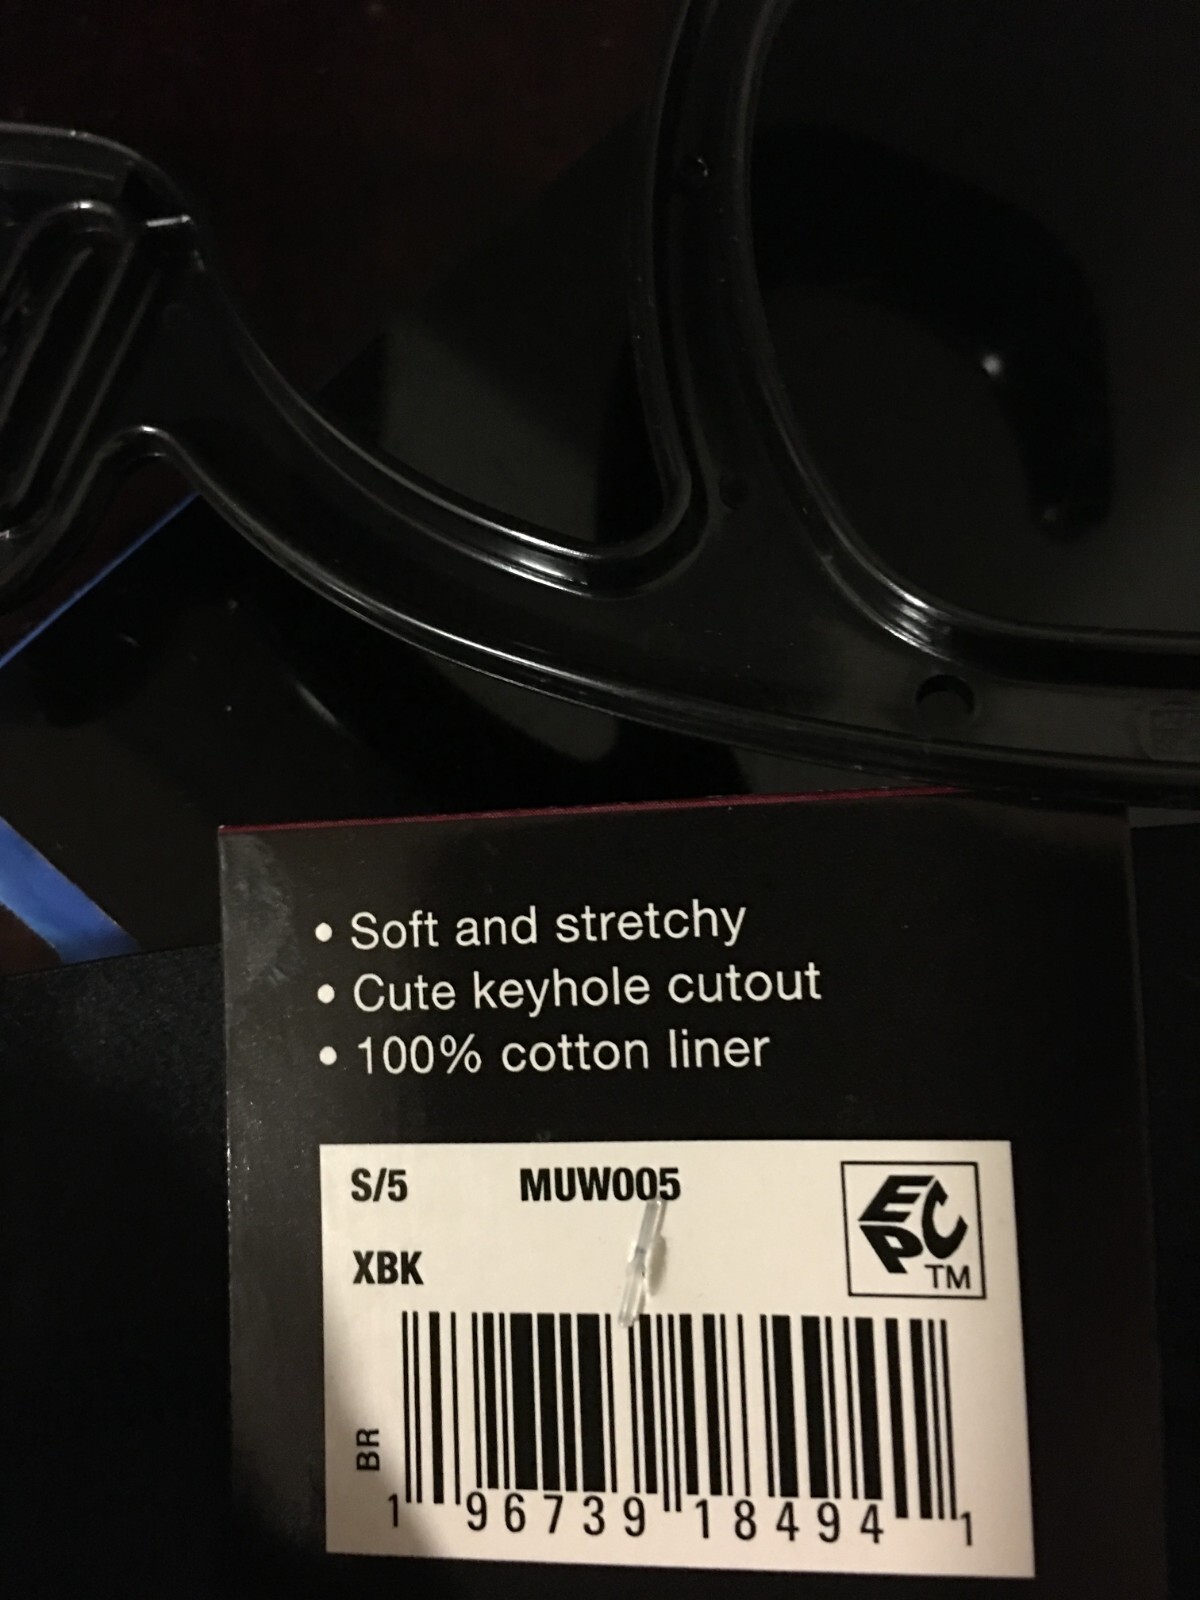 • Soft and stretchy
• Cute keyhole cutout
• 100% cotton liner
S/5 MUW005
EPC TM
XBK
BR
1 96739 18494 1